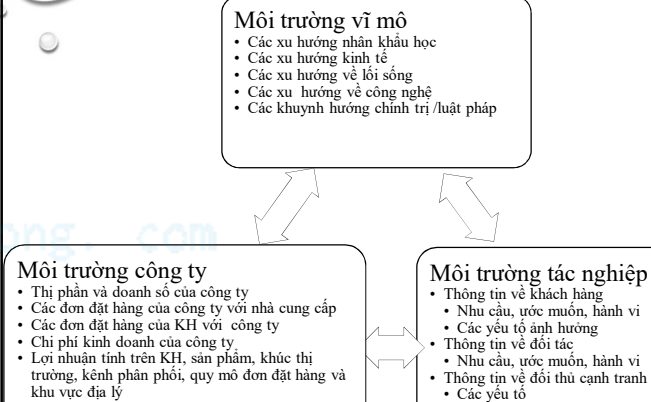 Môi trường vĩ mô
• Các xu hướng nhân khẩu học
• Các xu hướng kinh tế
• Các xu hướng về lối sống
• Các xu  hướng về công nghệ
• Các khuynh hướng chính trị /luật pháp
ong. com
Môi trường công ty
• Thị phần và doanh số của công ty
• Các đơn đặt hàng của công ty với nhà cung cấp
• Các đơn đặt hàng của KH với  công ty
• Chi phí kinh doanh của công ty
• Lợi nhuận tính trên KH, sản phẩm, khúc thị
trường, kênh phân phối, quy mô đơn đặt hàng và
khu vực địa lý
Môi trường tác nghiệp
• Thông tin về khách hàng
• Nhu cầu, ước muốn, hành vi
• Các yếu tố ảnh hưởng
• Thông tin về đối tác
• Nhu cầu, ước muốn, hành vi
• Thông tin về đối thủ cạnh tranh
• Các yếu tố